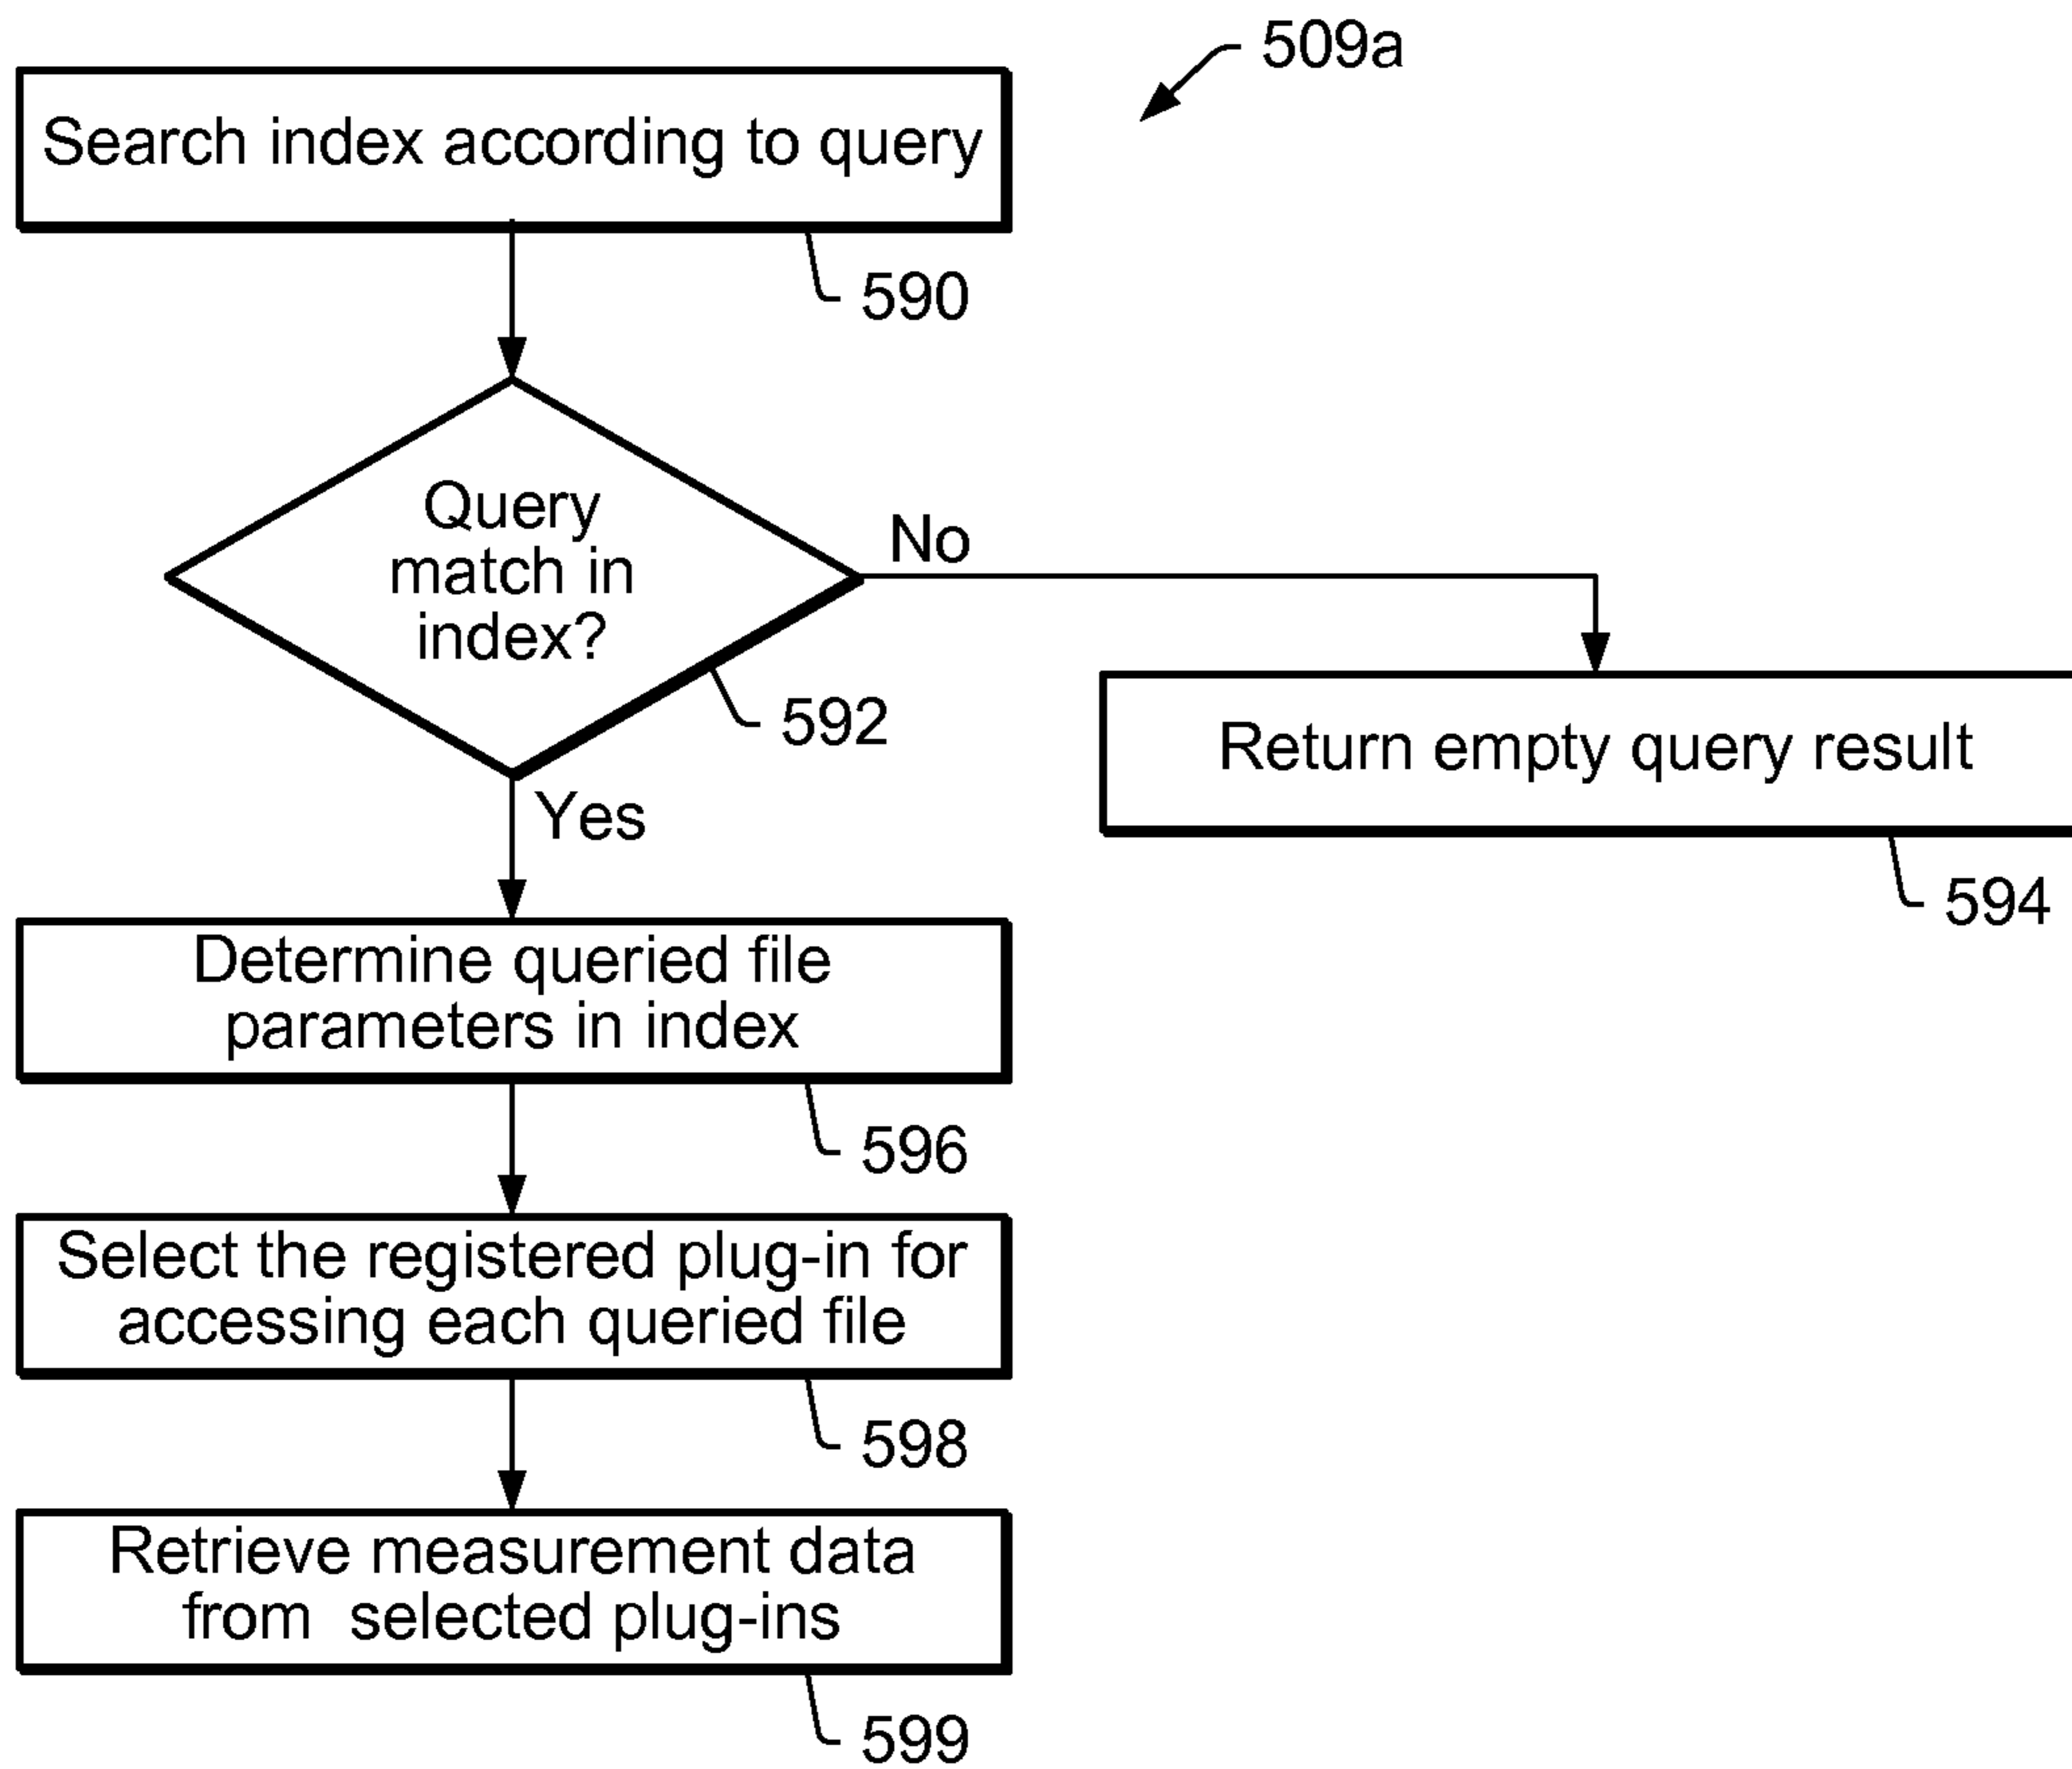 509a
Search index according to query
590
Query
match in
index?
No
592
Return empty query result
594
Yes
Determine queried file
parameters in index
596
Select the registered plug-in for
accessing each queried file
598
Retrieve measurement data
from selected plug-ins
599